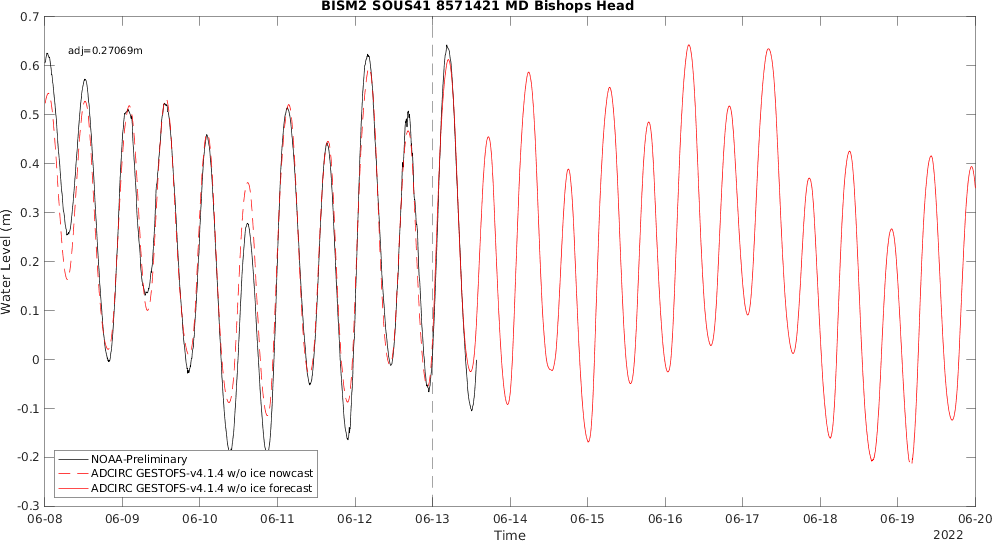 BISM2 SOUS41 8571421 MD Bishops Head
adj=0.27069m
Water Level (m)
0.7
0.6
0.5
0.4
0.3
0.2
0.1
0
-0.1
-0.2
-0.3
NOAA-Preliminary
ADCIRC GESTOFS-v4.1.4 w/o ice nowcast
ADCIRC GESTOFS-v4.1.4 w/o ice forecast
06-08 06-09 06-10 06-11 06-12 06-13 06-14 06-15 06-16 06-17 06-18 06-19 06-20
Time
2022